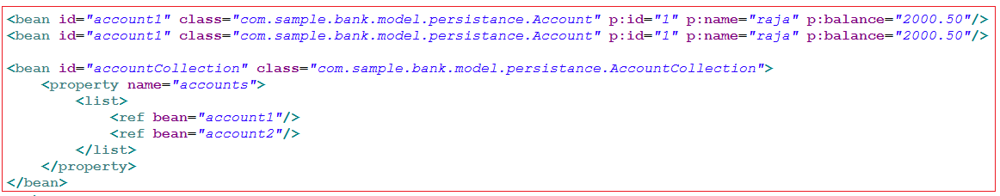 <bean id="account1" class="com.sample.bank.model.persistance.Account" p:id="1" p:name="raja" p:balance="2000.50"/>
<bean id="account1" class="com.sample.bank.model.persistance.Account" p:id="1" p:name="raja" p:balance="2000.50"/>
<bean id="accountCollection" class="com.sample.bank.model.persistance.AccountCollection">
<property name="accounts">
<list>
<ref bean="account1"/>
<ref bean="account2"/>
</list>
</property>
</bean>